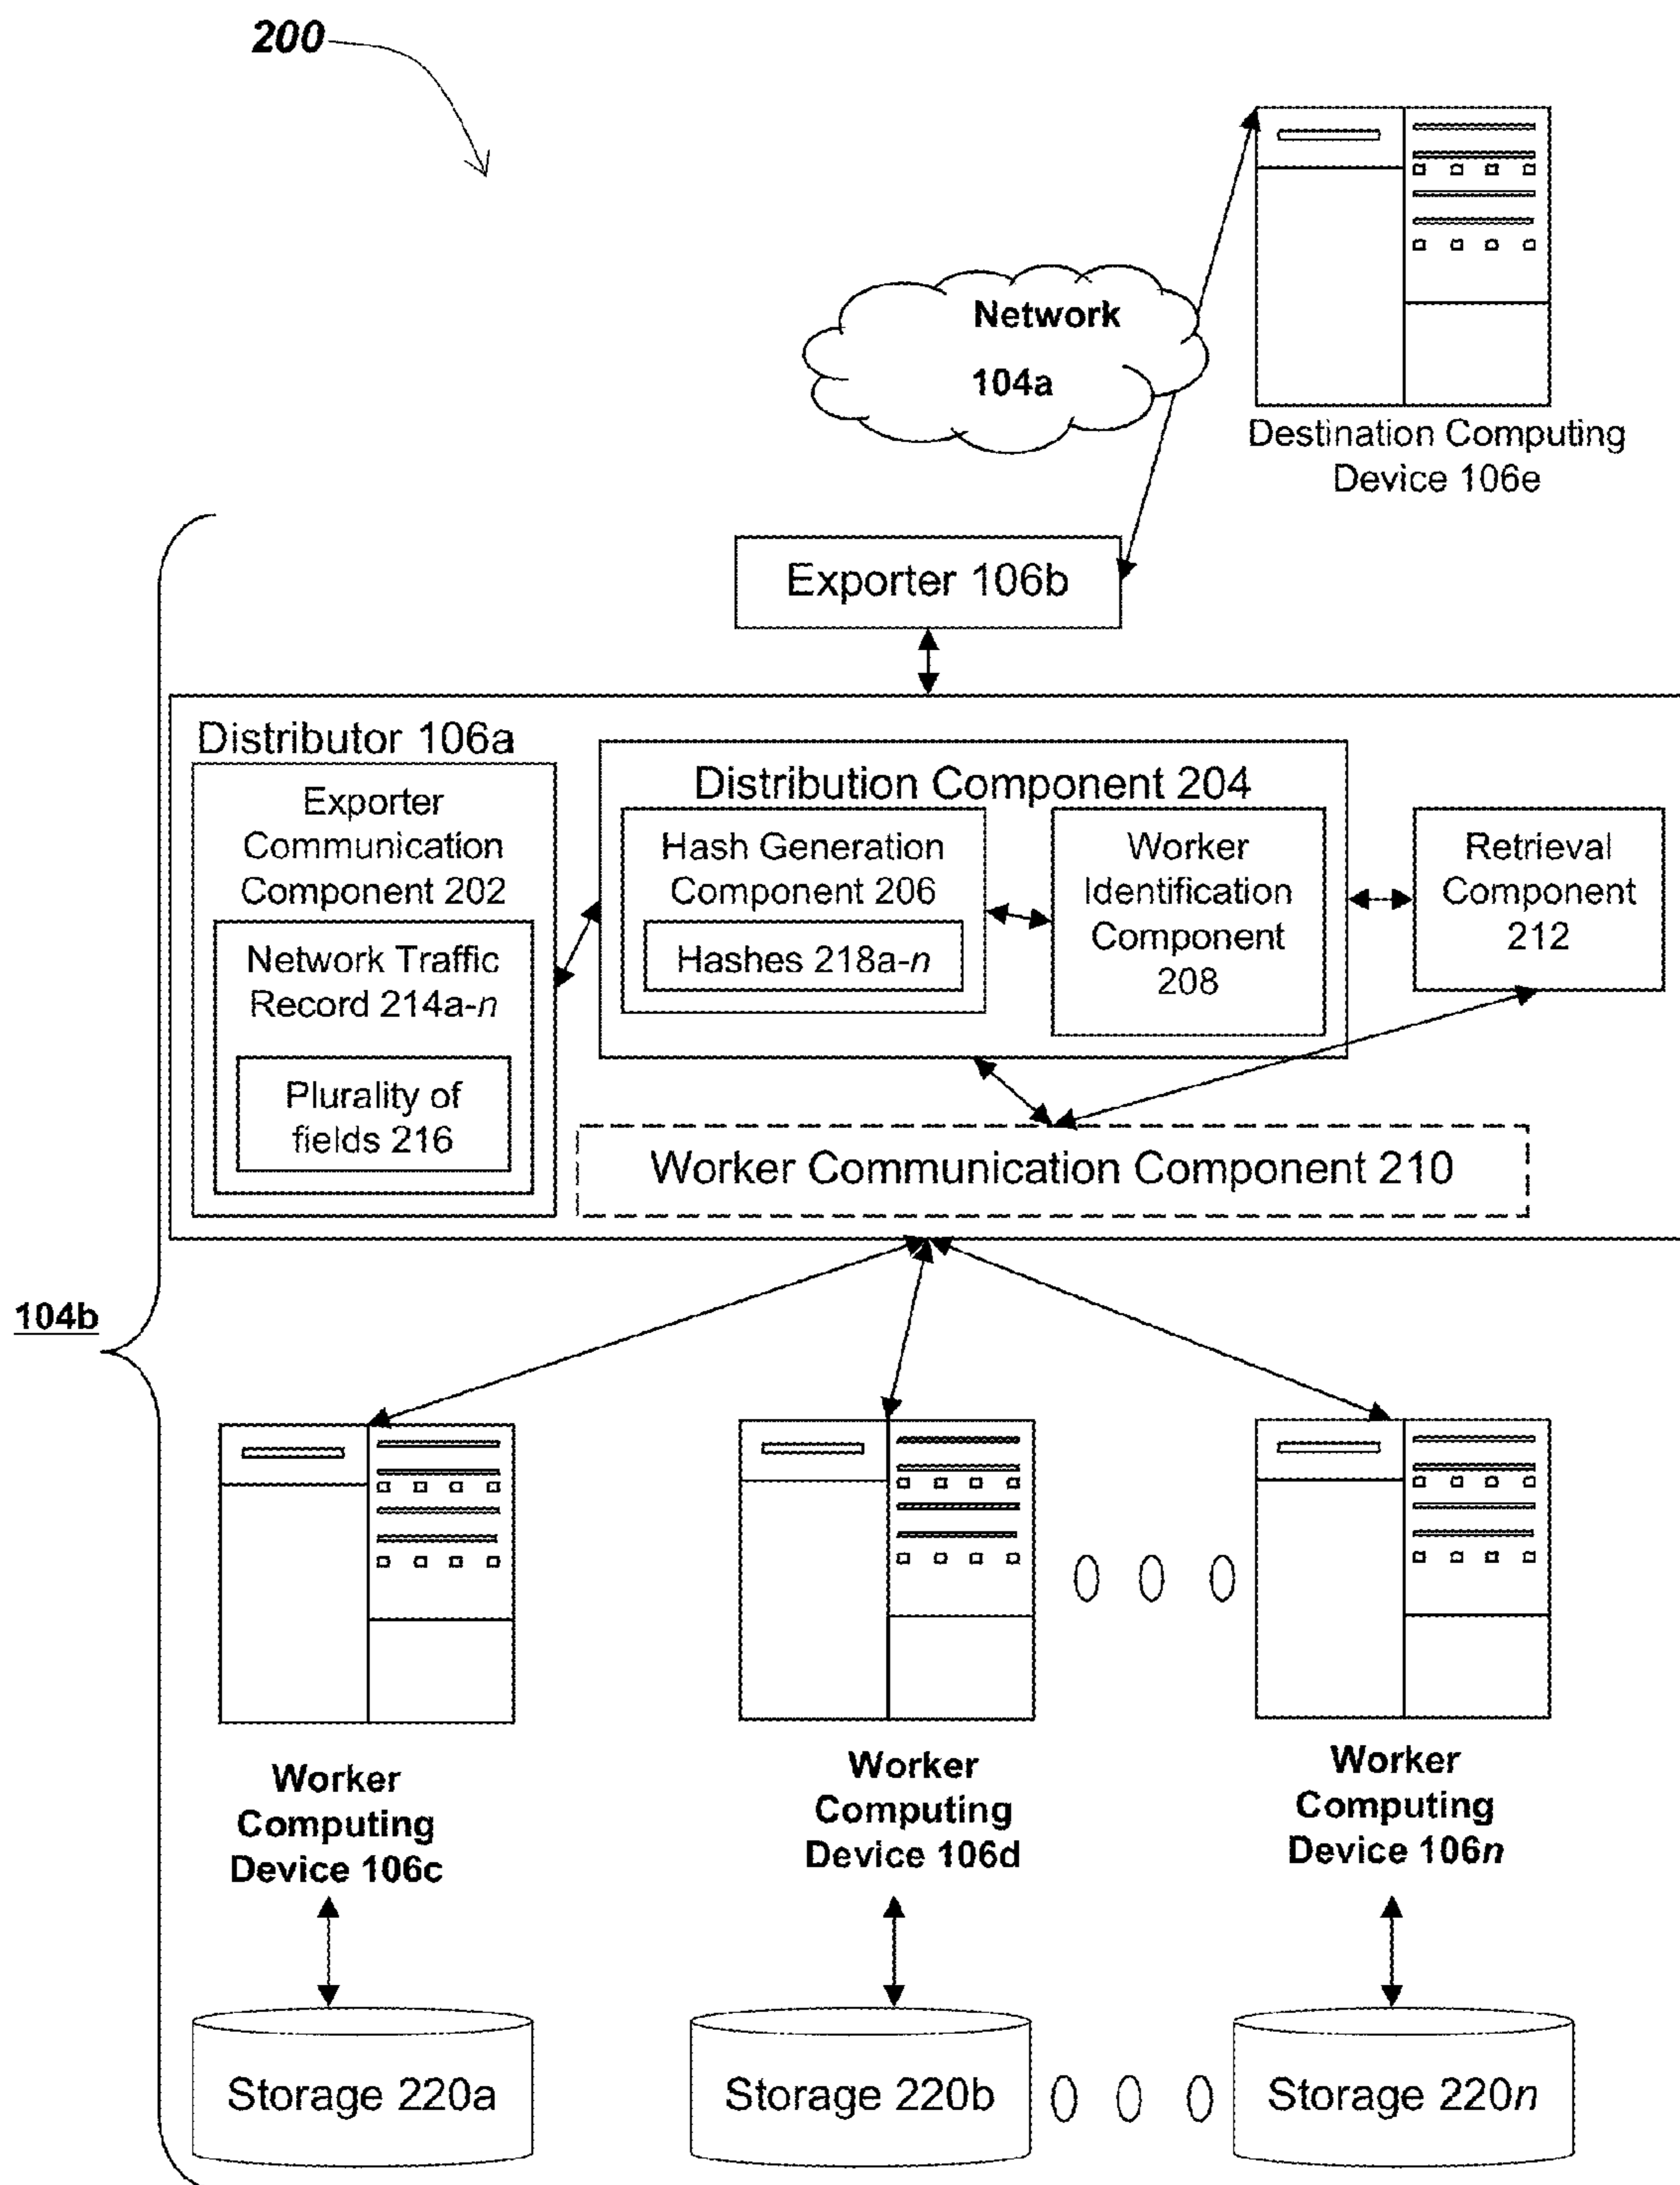 200
Network
104a
Destination Computing
Device 106e
Exporter 106b
Distributor 106a
Exporter
Communication
Component 202
Network Traffic
Record 214a-n
Plurality of
fields 216
Distribution Component 204
Hash Generation
Component 206
Hashes 218a-n
Worker
Identification
Component
208
Retrieval
Component
212
Worker Communication Component 210
104b
Worker
Computing
Device 106c
Worker
Computing
Device 106d
Worker
Computing
Device 106n
Storage 220a
Storage 220b
Storage 220n